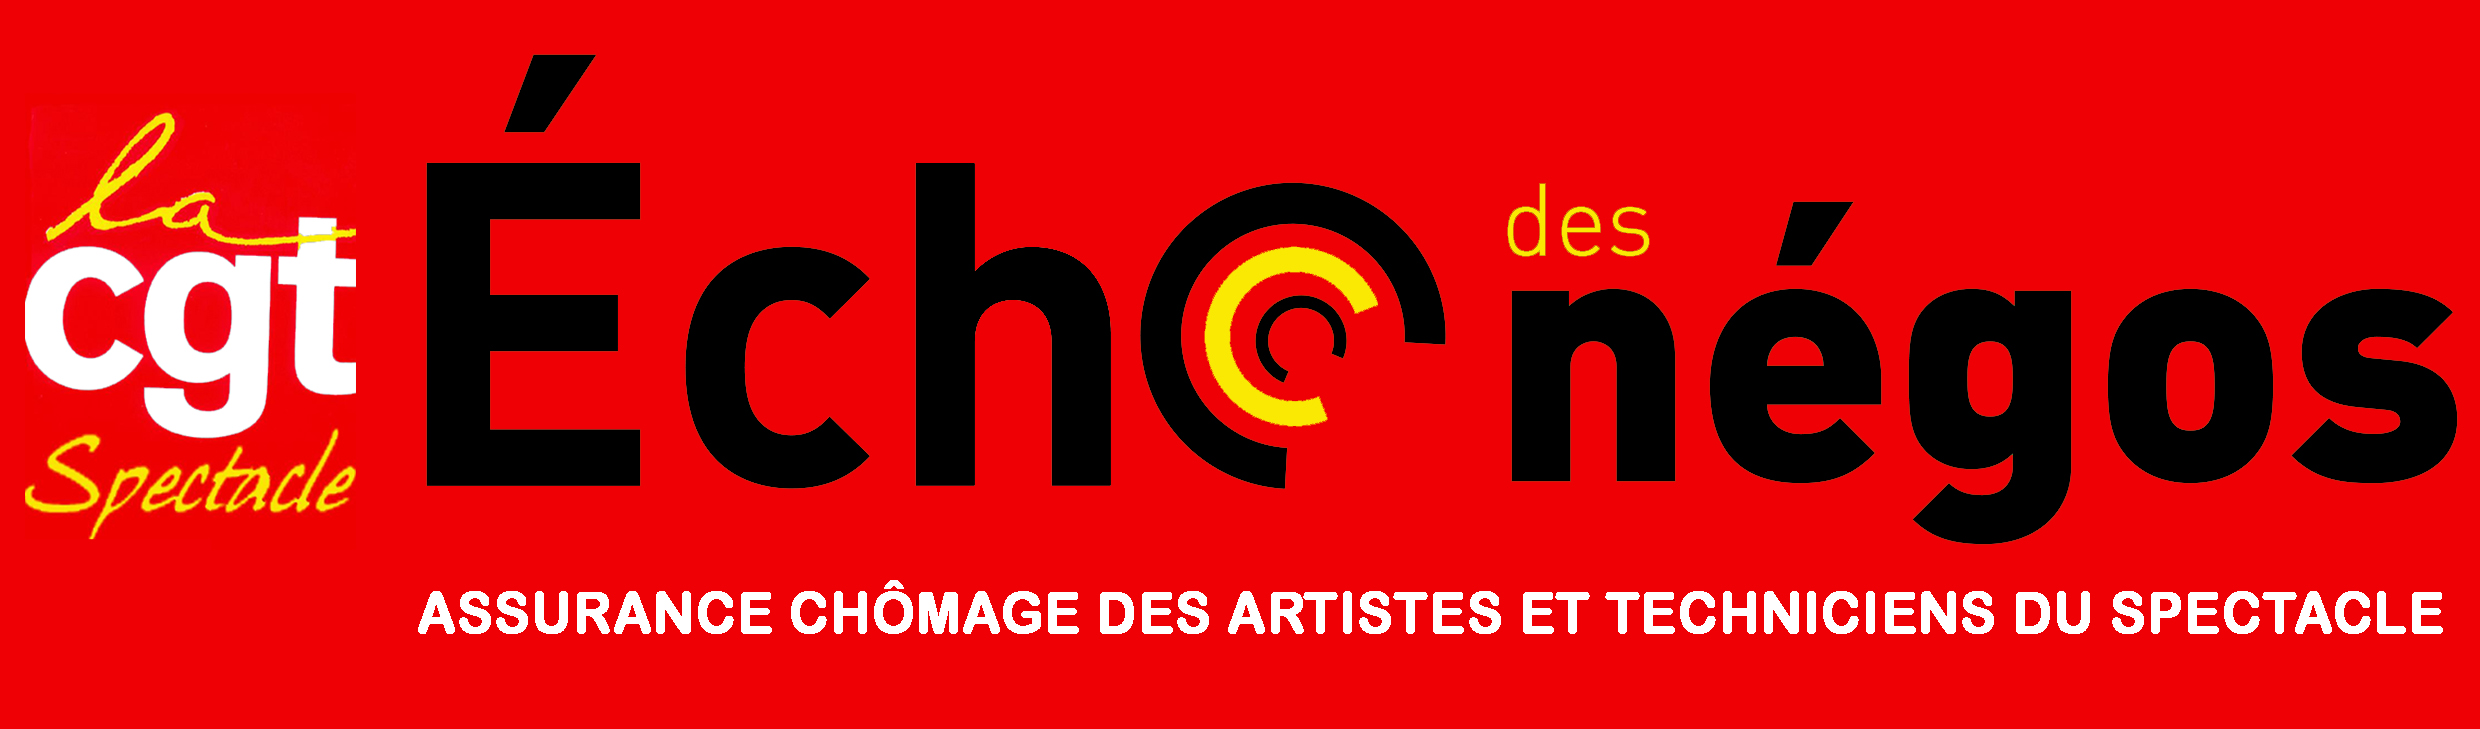 la
cgt
Spectacle
Écho des négos
ASSURANCE CHÔMAGE DES ARTISTES ET TECHNICIENS DU SPECTACLE